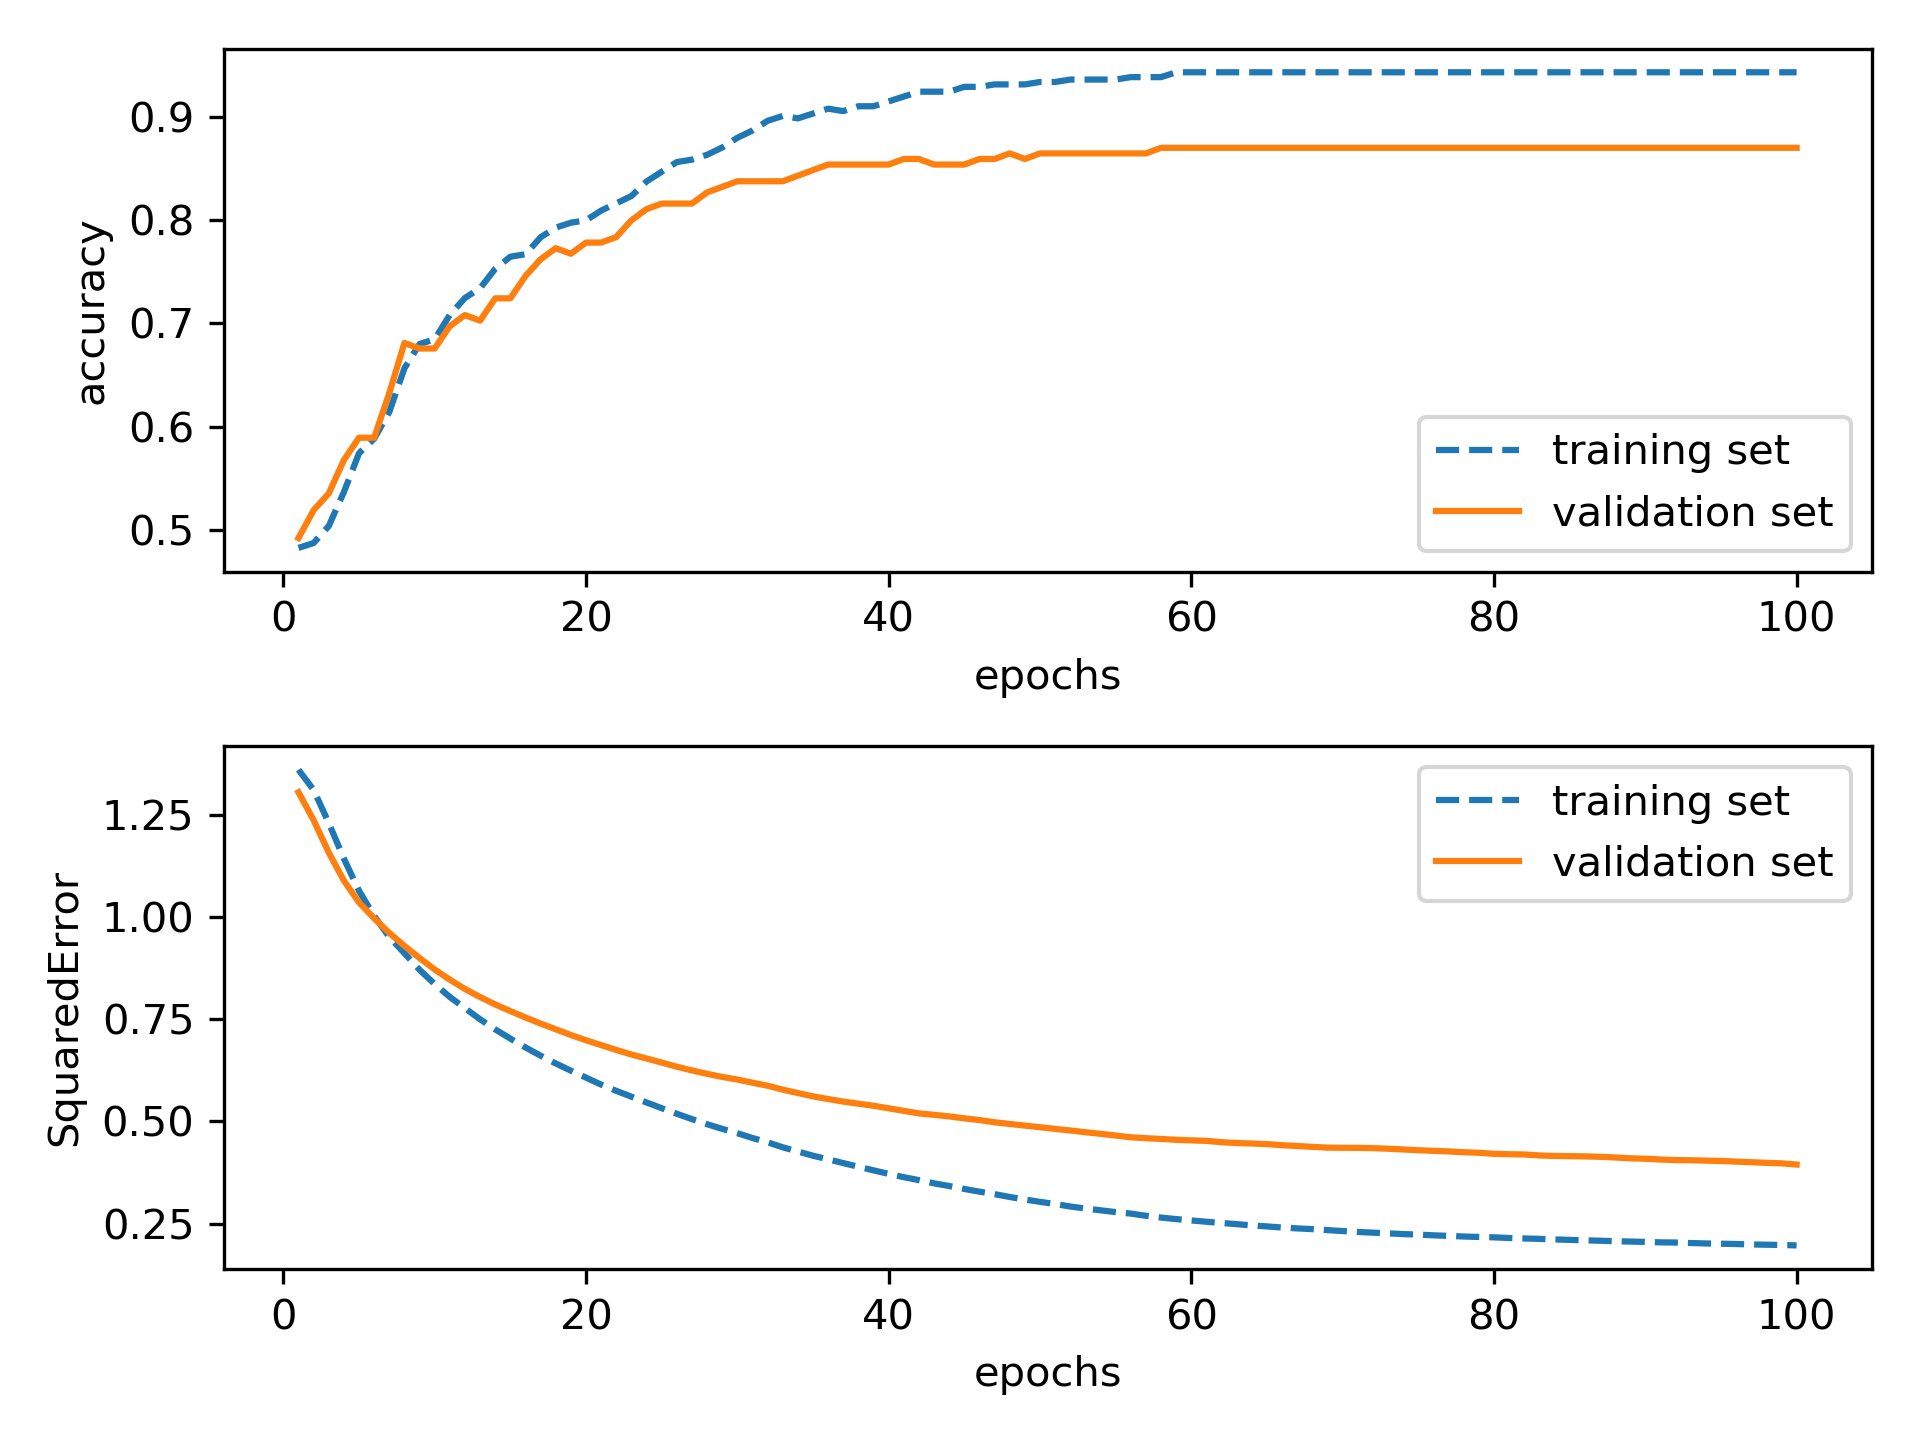 accuracy
0.9
0.8
0.7
0.6
0.5
training set
validation set
0 20 40 60 80 100
epochs
SquaredError
1.25
1.00
0.75
0.50
0.25
training set
validation set
0 20 40 60 80 100
epochs